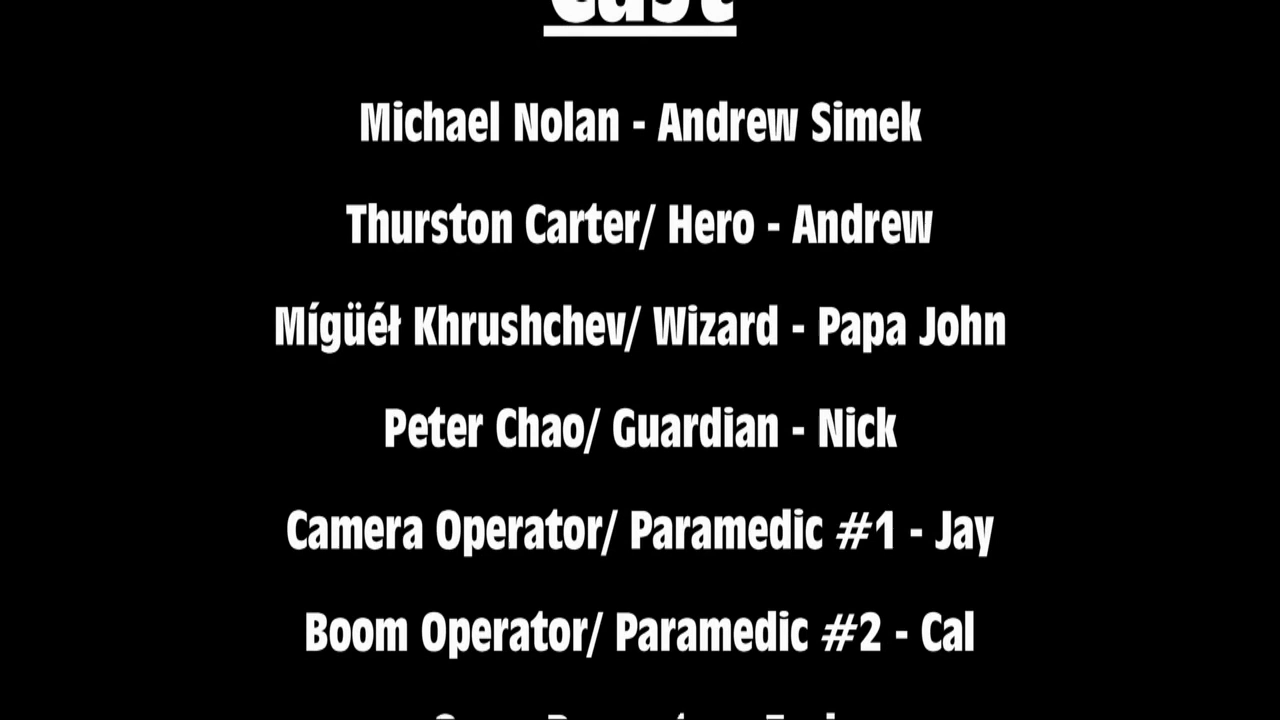 Cast
Michael Nolan - Andrew Simek
Thurston Carter/ Hero - Andrew
Mígüéł Khrushchev/ Wizard - Papa John
Peter Chao/ Guardian - Nick
Camera Operator/ Paramedic #1 - Jay
Boom Operator/ Paramedic #2 - Cal